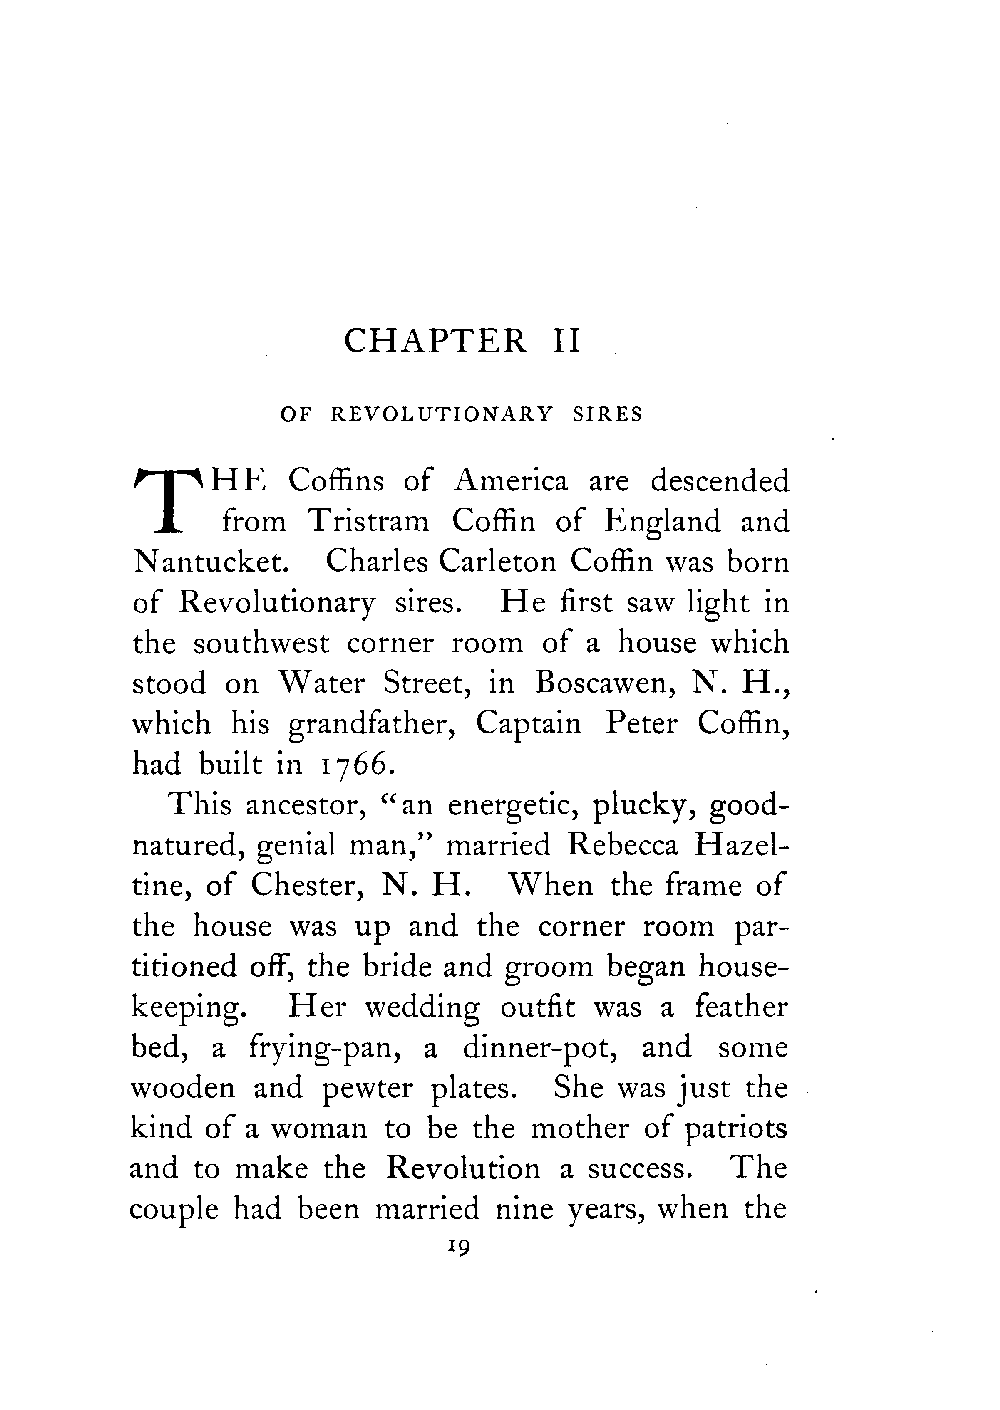 CHAPTER II
OF REVOLUTIONARY SIRES
THE Coffins of America are descended
from Tristram Coffin of England and
Nantucket. Charles Carleton Coffin was born
of Revolutionary sires. He first saw light in
the southwest corner room of a house which
stood on Water Street, in Boscawen, N. H.,
which his grandfather, Captain Peter Coffin,
had built in 1766.
This ancestor, “an energetic, plucky, good-
natured, genial man,” married Rebecca Hazel-
tine, of Chester, N. H. When the frame of
the house was up and the corner room par-
titioned off, the bride and groom began house-
keeping. Her wedding outfit was a feather
bed, a frying-pan, a dinner-pot, and some
wooden and pewter plates. She was just the
kind of a woman to be the mother of patriots
and to make the Revolution a success. The
couple had been married nine years, when the
19